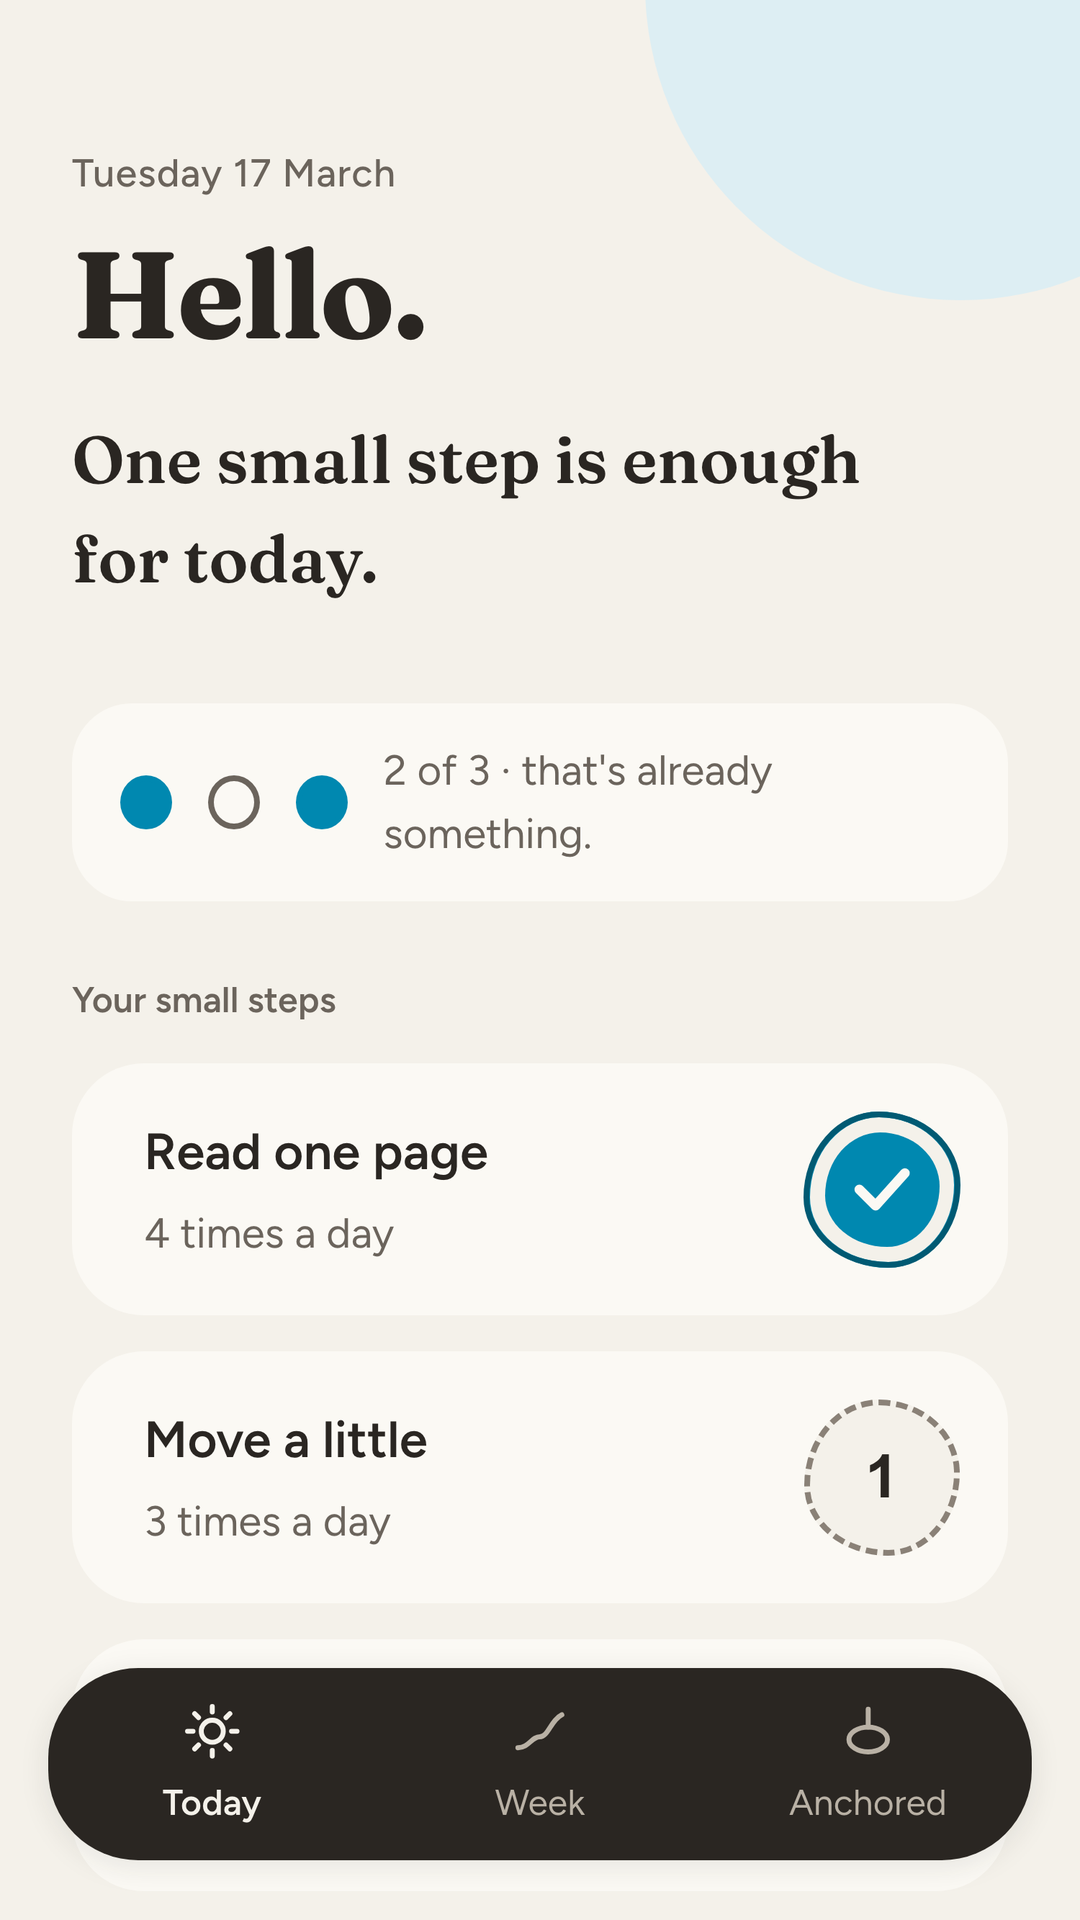 Tuesday 17 March
Hello.
One small step is enough
for today.
2 of 3 · that's already
something.
Your small steps
Read one page
4 times a day
Move a little
3 times a day
1
Today
Week
Anchored